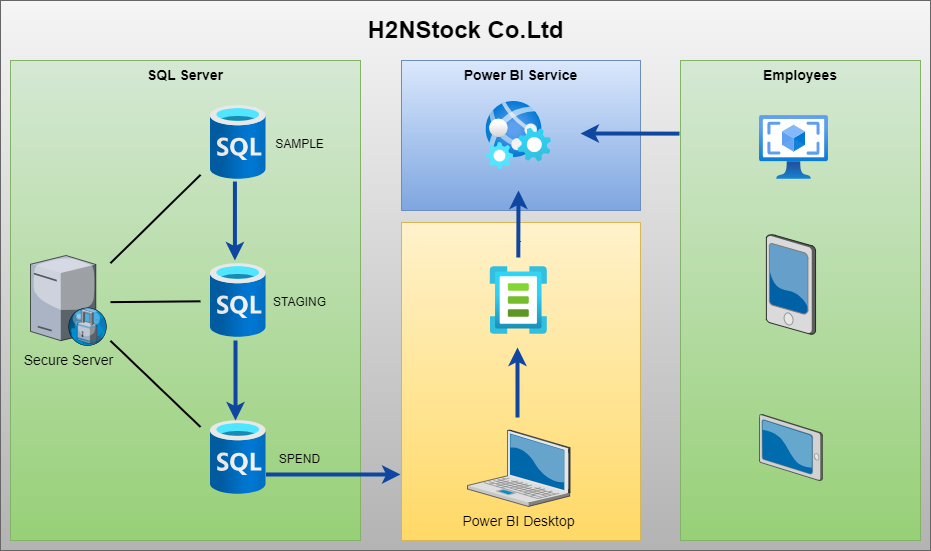 H2NStock Co.Ltd
SQL Server
SQL
SAMPLE
SQL
STAGING
Secure Server
SQL
SPEND
Power BI Service
Power BI Desktop
Employees